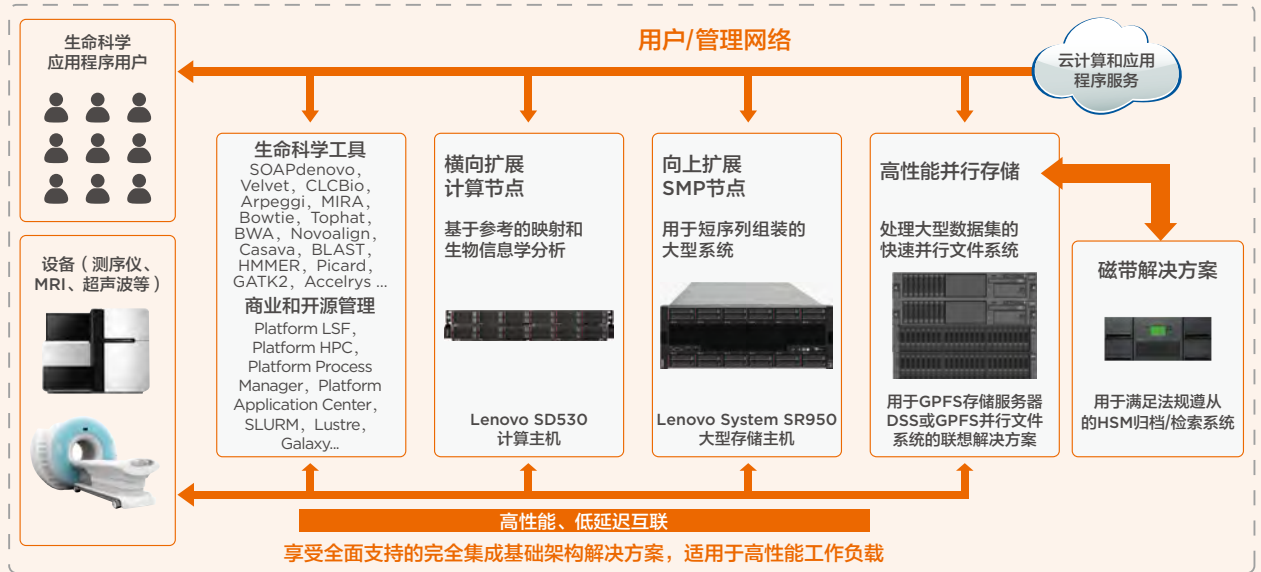 生命科学
应用程序用户
用户/管理网络
云计算和应用
程序服务
生命科学工具
SOAPdenovo，
Velvet，CLCBio，
Arpeggi，MIRA，
Bowtie，Tophat，
BWA，Novoalign，
Casava，BLAST，
HMMER，Picard，
GATK2，Accelrys ...
商业和开源管理
Platform LSF，
Platform HPC，
Platform Process
Manager，Platform
Application Center，
SLURM，Lustre，
Galaxy...
横向扩展
计算节点
基于参考的映射和
生物信息学分析
Lenovo SD530
计算主机
向上扩展
SMP节点
用于短序列组装的
大型系统
Lenovo System SR950
大型存储主机
高性能并行存储
处理大型数据集的
快速并行文件系统
用于GPFS存储服务器
DSS或GPFS并行文件
系统的联想解决方案
磁带解决方案
用于满足法规遵从
的HSM归档/检索系统
设备（测序仪、
MRI、超声波等）
高性能、低延迟互联
享受全面支持的完全集成基础架构解决方案，适用于高性能工作负载